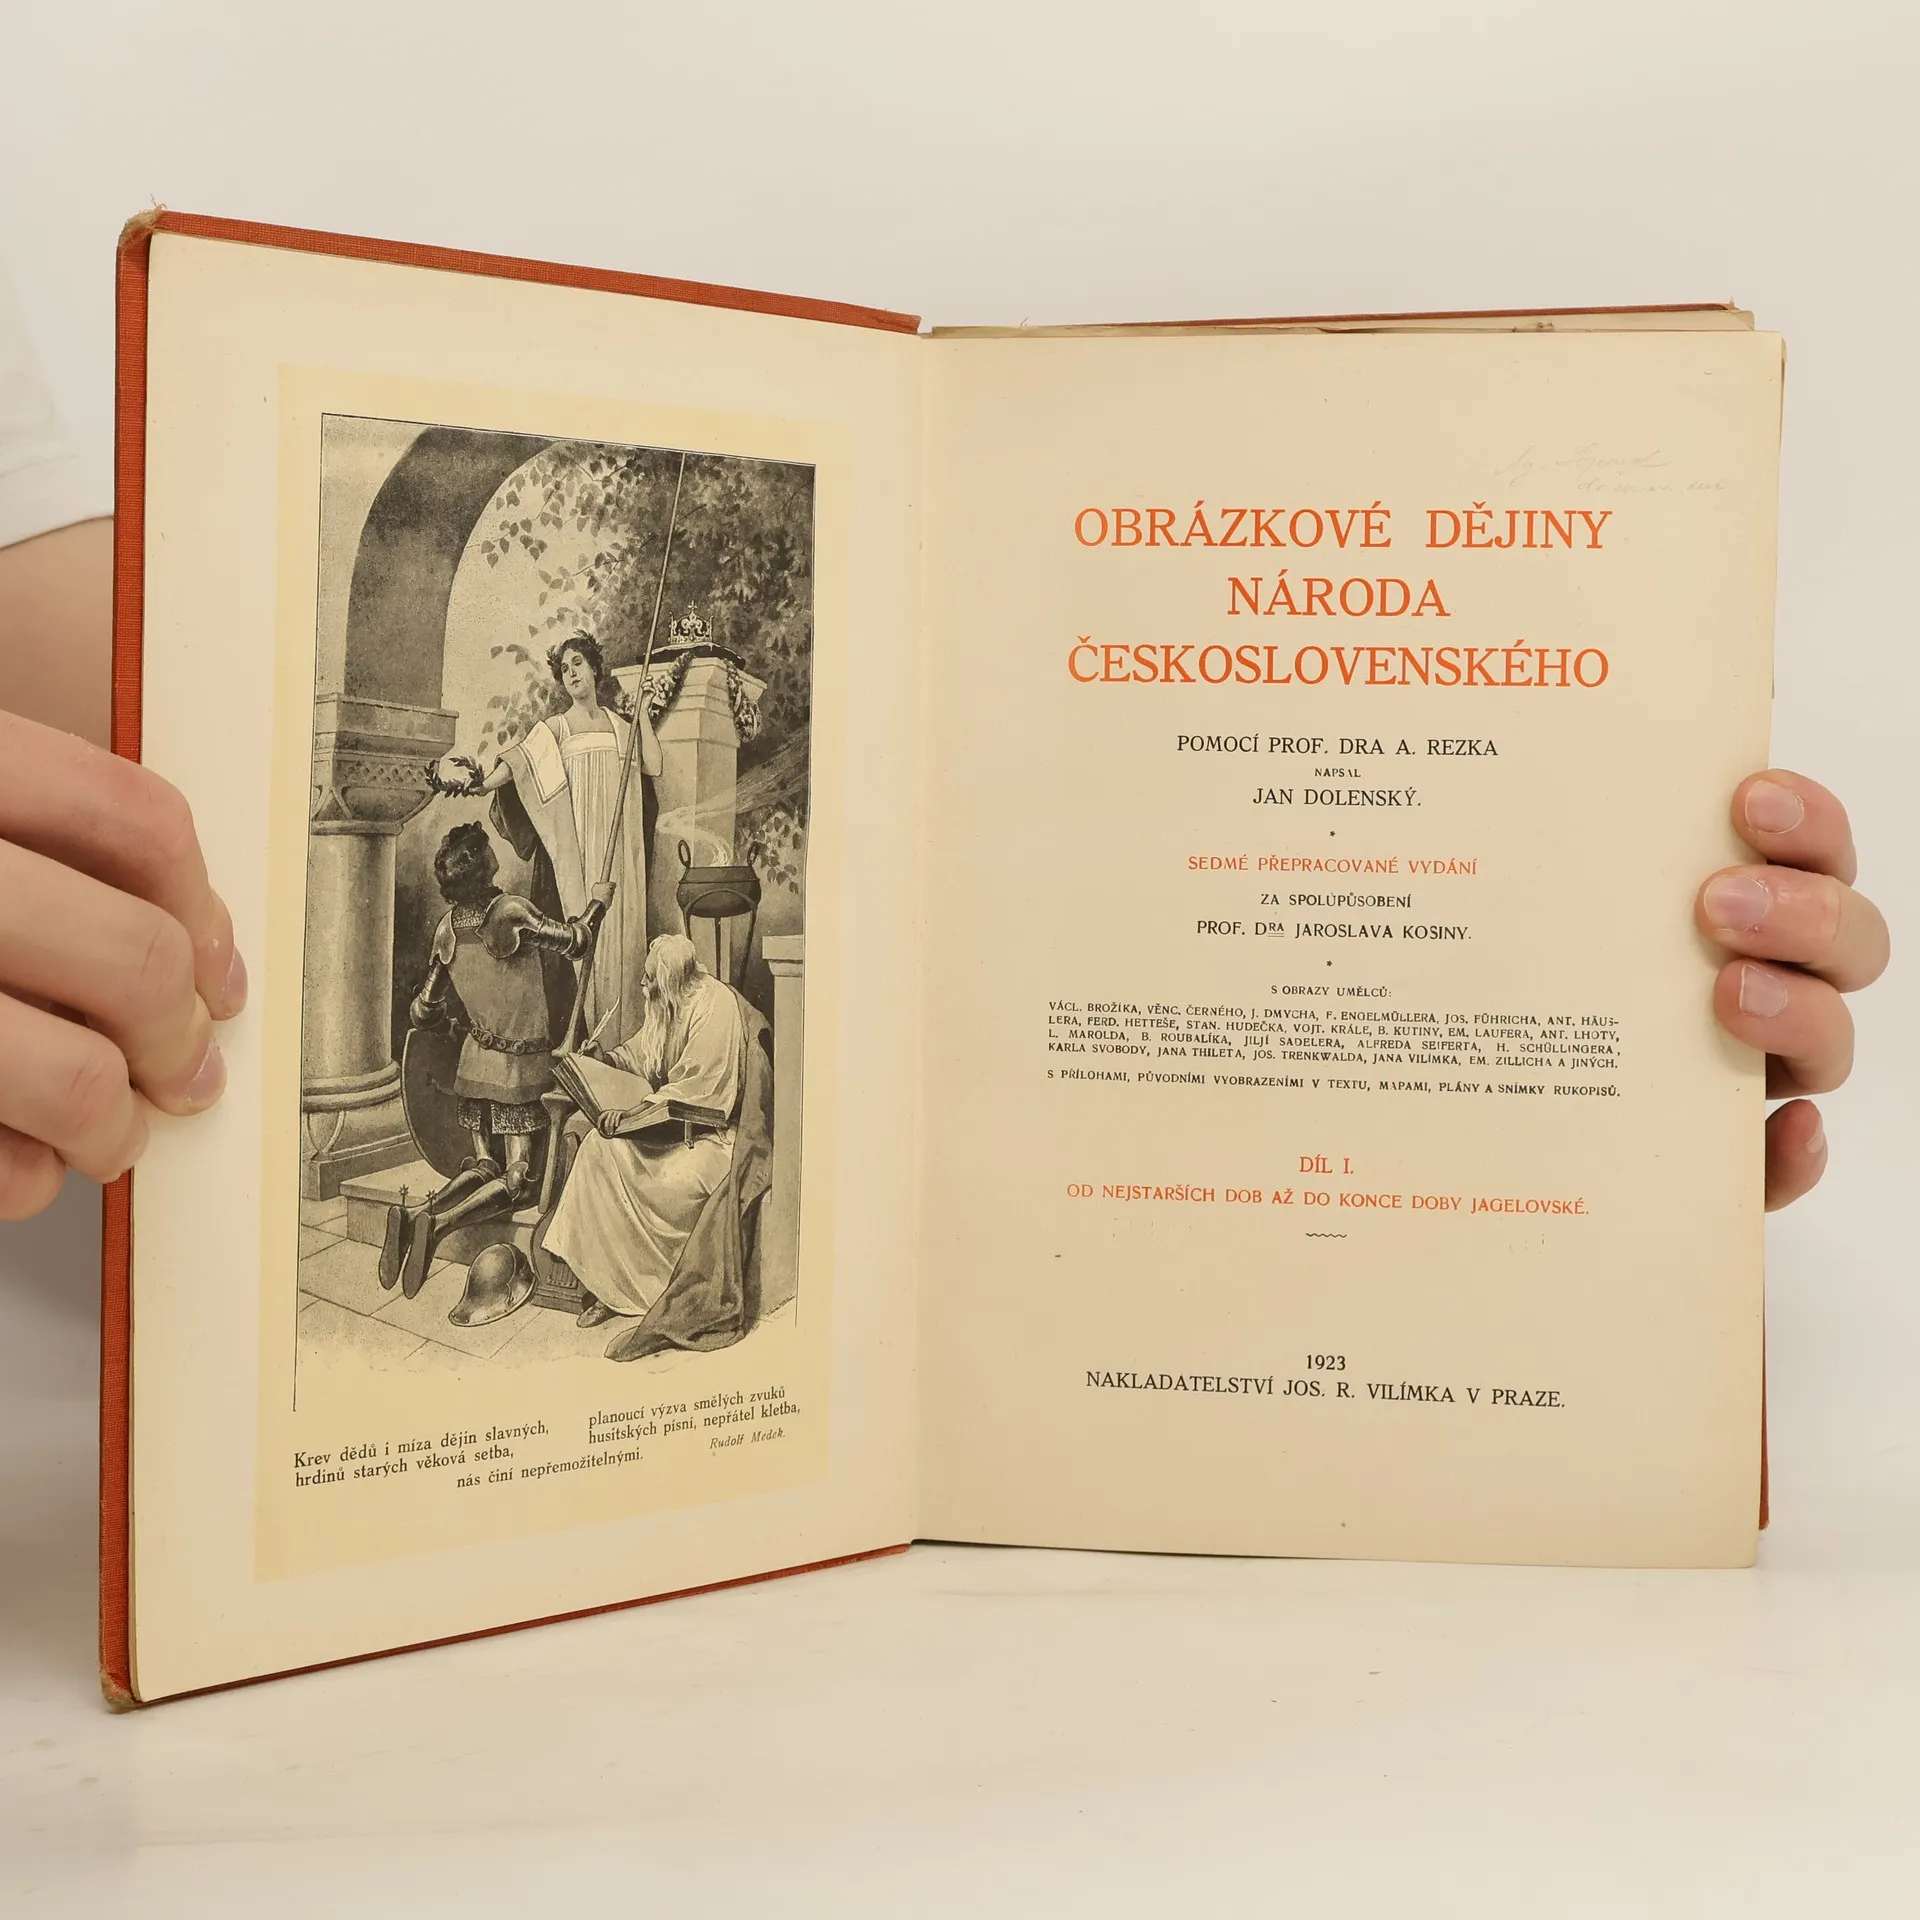 Krev dědů i míza dějin slavných,
hrdinů starých věková setba,
planoucí výzva smělých zvuků
husitských písní, nepřátel kletba,
nás činí nepřemožitelnými.
Rudolf Medek.
OBRÁZKOVÉ DĚJINY
NÁRODA
ČESKOSLOVENSKÉHO
POMOCÍ PROF. DRA A. REZKA
NAPSAL
JAN DOLENSKÝ.
*
SEDMÉ PŘEPRACOVANÉ VYDÁNÍ
ZA SPOLUPŮSOBENÍ
PROF. DRA JAROSLAVA KOSINY.
*
S OBRAZY UMĚLCŮ:
VÁCL. BROŽÍKA, VĚNC. ČERNÉHO, J. DMYCHA, F. ENGELMÜLLERA, JOS. FÜHRICHA, ANT. HÄUS-
LERA, FERD. HETTEŠE, STAN. HUDEČKA, VOJT. KRÁLE, B. KUTINY, EM. LAUFERA, ANT. LHOTY,
L. MAROLDA, B. ROUBALÍKA, JILJÍ SADELERA, ALFREDA SEIFERTA, H. SCHÜLLINGERA,
KARLA SVOBODY, JANA THILETA, JOS. TRENKWALDA, JANA VILÍMKA, EM. ZILLICHA A JINÝCH.
S PŘÍLOHAMI, PŮVODNÍMI VYOBRAZENÍMI V TEXTU, MAPAMI, PLÁNY A SNÍMKY RUKOPISŮ.
DÍL I.
OD NEJSTARŠÍCH DOB AŽ DO KONCE DOBY JAGELOVSKÉ.
1923
NAKLADATELSTVÍ JOS. R. VILÍMKA V PRAZE.